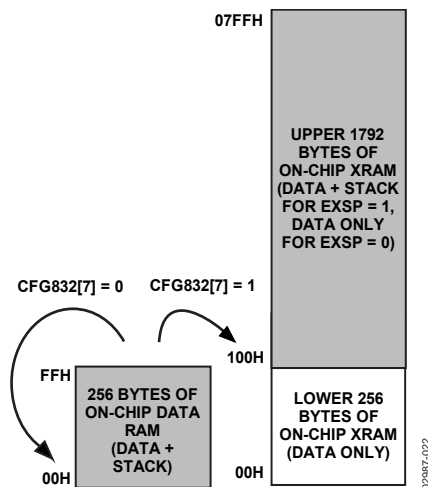 07FFH
UPPER 1792
BYTES OF
ON-CHIP XRAM
(DATA + STACK
FOR EXSP = 1,
DATA ONLY
FOR EXSP = 0)
CFG832[7] = 0
CFG832[7] = 1
100H
FFH
256 BYTES OF
ON-CHIP DATA
RAM
(DATA +
STACK)
00H
LOWER 256
BYTES OF
ON-CHIP XRAM
(DATA ONLY)
00H
02987-022